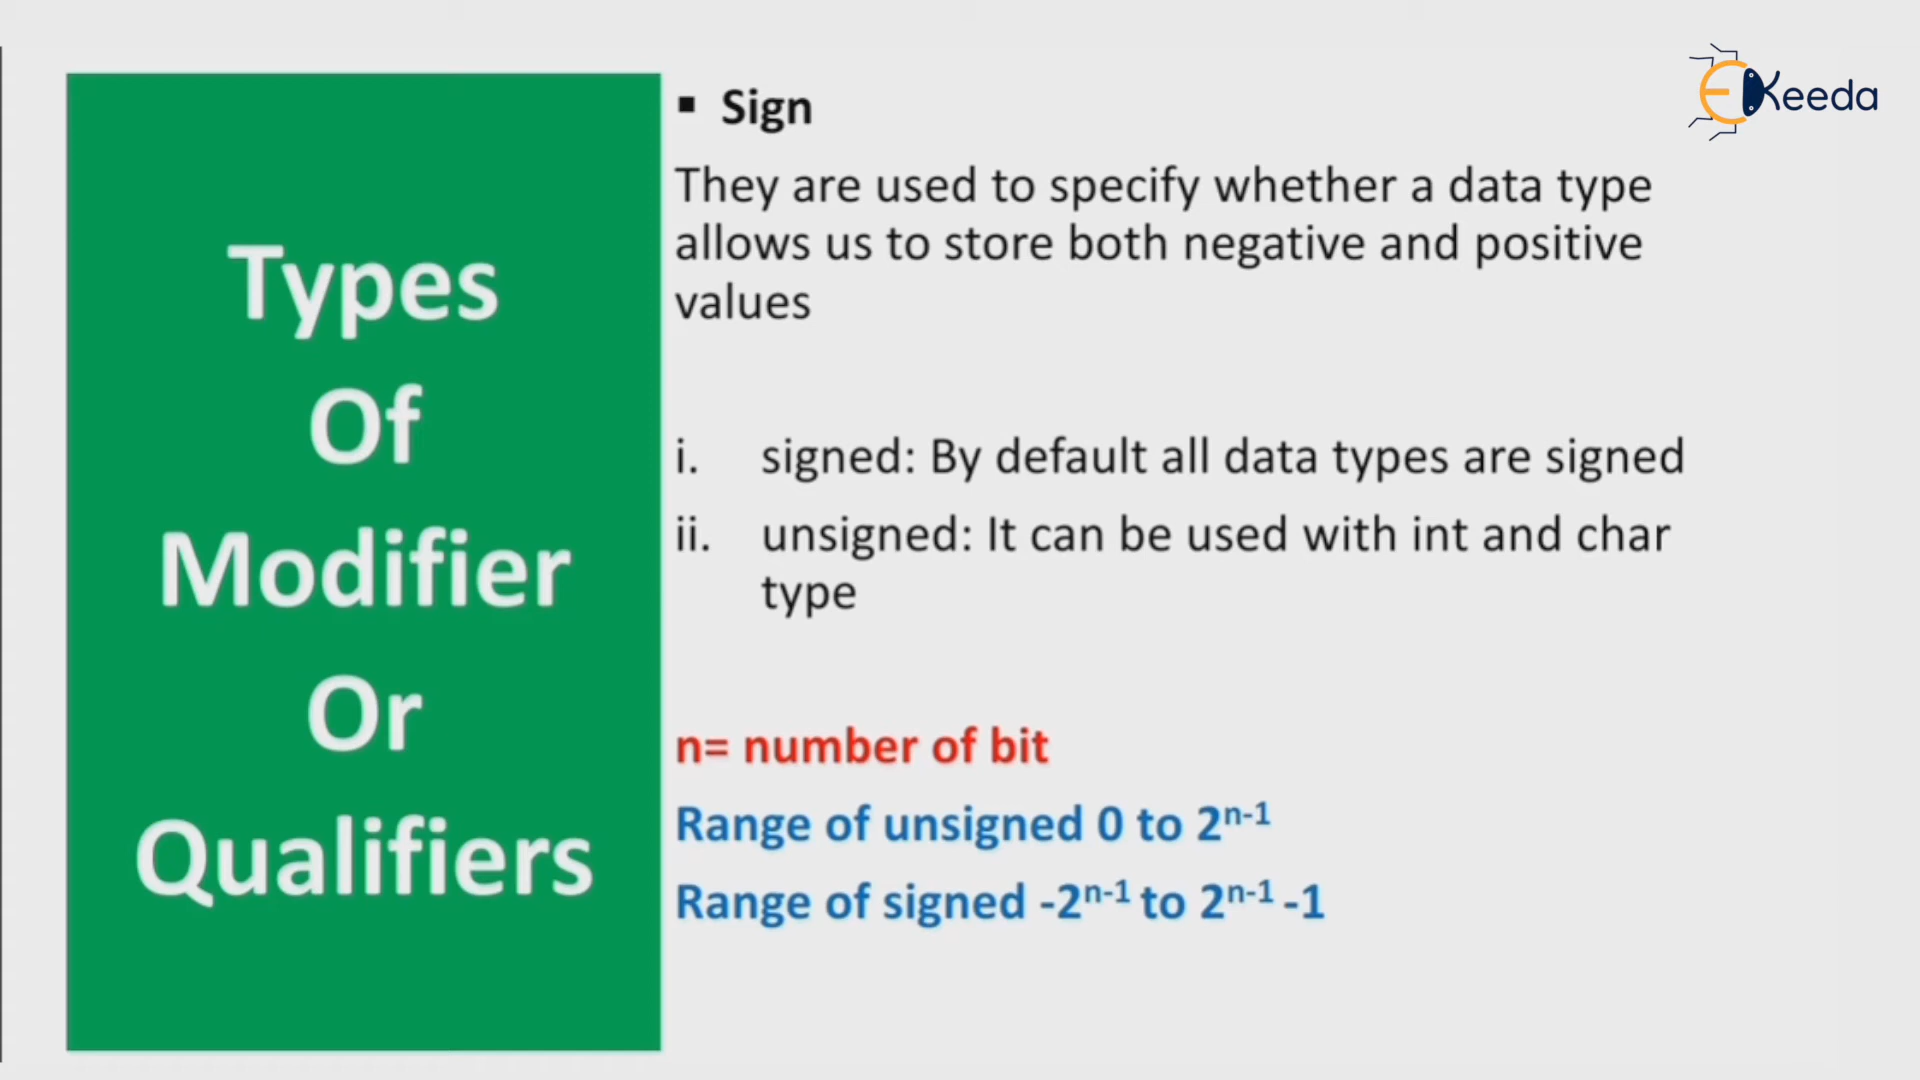 Types
Of
Modifier
Or
Qualifiers
▪ Sign
They are used to specify whether a data type
allows us to store both negative and positive
values
i. signed: By default all data types are signed
ii. unsigned: It can be used with int and char
type
n= number of bit
Range of unsigned 0 to 2ⁿ⁻¹
Range of signed -2ⁿ⁻¹ to 2ⁿ⁻¹ -1
EKeeda